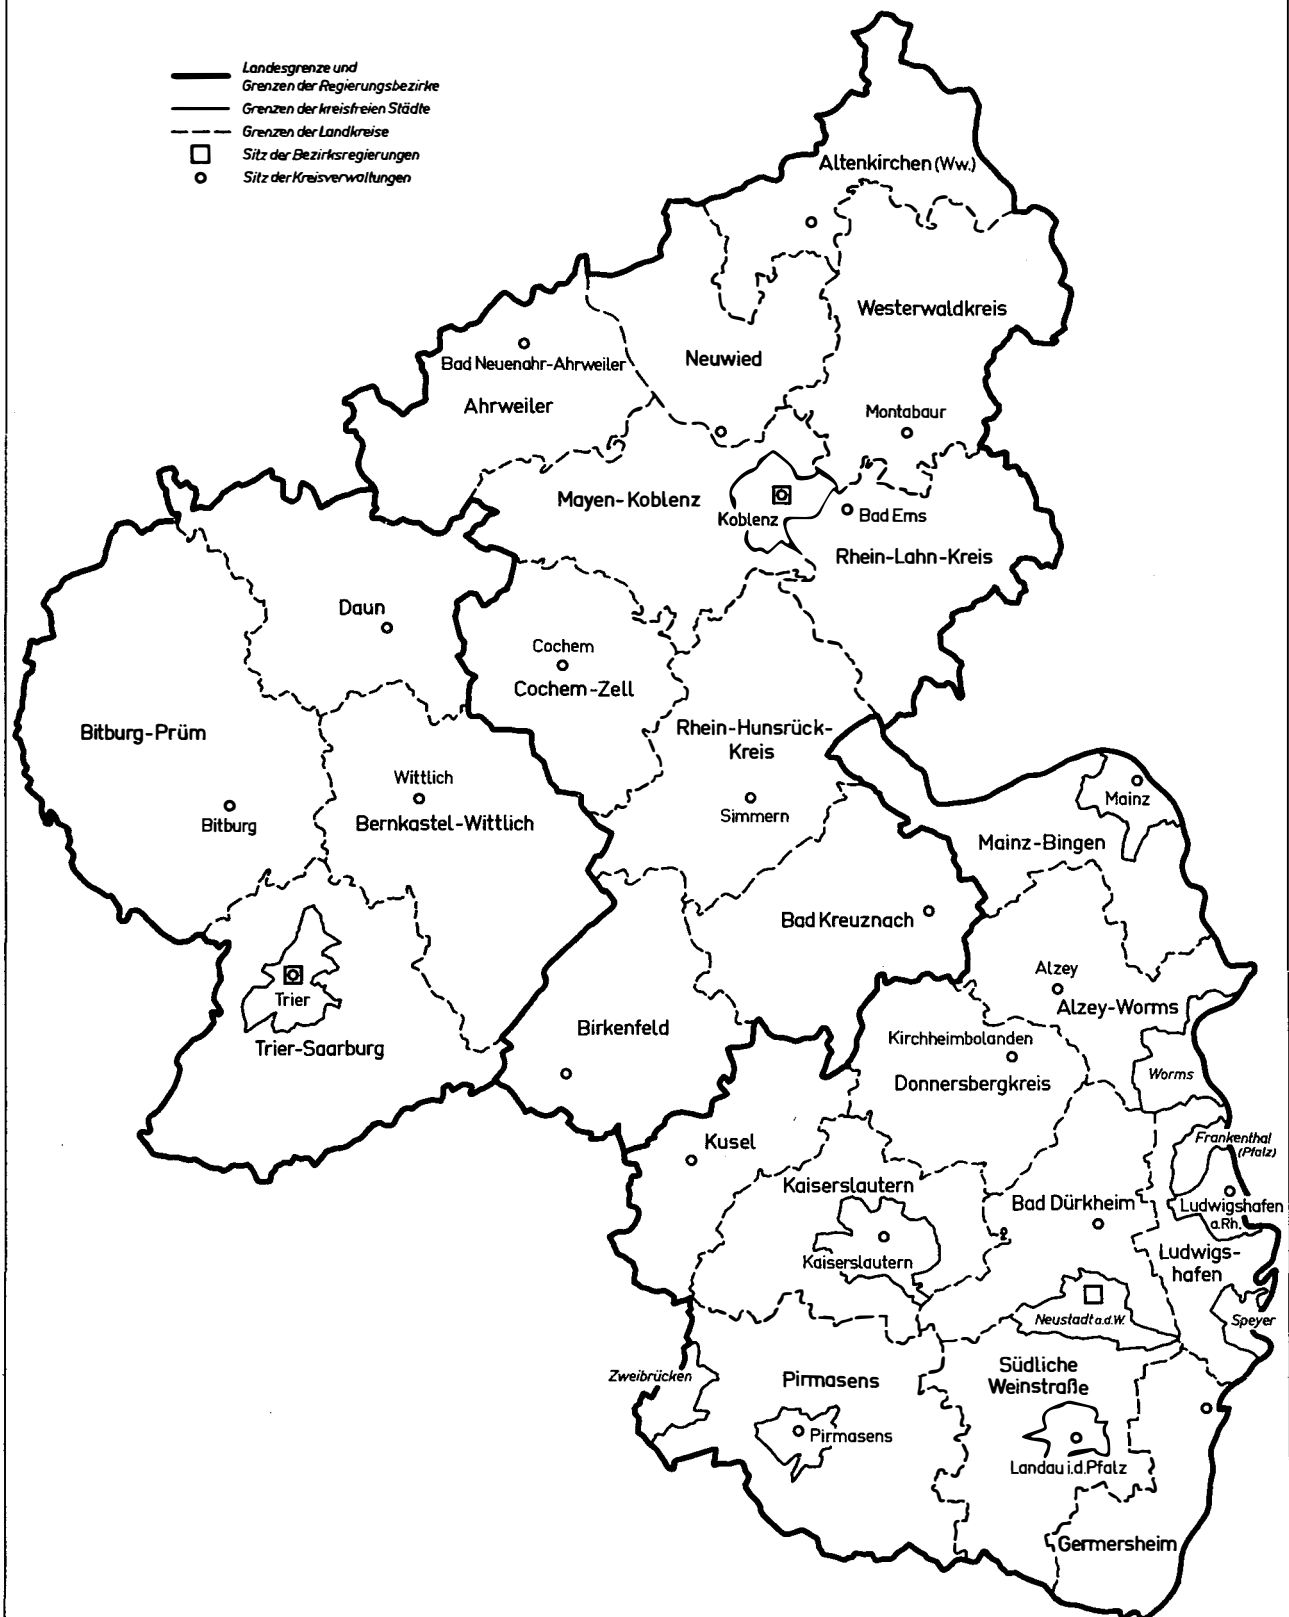 Landesgrenze und
Grenzen der Regierungsbezirke
Grenzen der kreisfreien Städte
Grenzen der Landkreise
Sitz der Bezirksregierungen
Sitz der Kreisverwaltungen
Altenkirchen (Ww.)
Westerwaldkreis
Neuwied
Bad Neuenahr-Ahrweiler
Ahrweiler
Montabaur
Mayen-Koblenz
Koblenz
Bad Ems
Rhein-Lahn-Kreis
Daun
Cochem
Cochem-Zell
Bitburg-Prüm
Rhein-Hunsrück-
Kreis
Wittlich
Bernkastel-Wittlich
Bitburg
Simmern
Mainz
Mainz-Bingen
Bad Kreuznach
Alzey
Alzey-Worms
Trier
Trier-Saarburg
Birkenfeld
Kirchheimbolanden
Donnersbergkreis
Worms
Kusel
Frankenthal
(Pfalz)
Kaiserslautern
Bad Dürkheim
Ludwigshafen
a.Rh.
Kaiserslautern
Ludwigs-
hafen
Neustadt a.d.W.
Speyer
Zweibrücken
Pirmasens
Südliche
Weinstraße
Pirmasens
Landau i.d.Pfalz
Germersheim